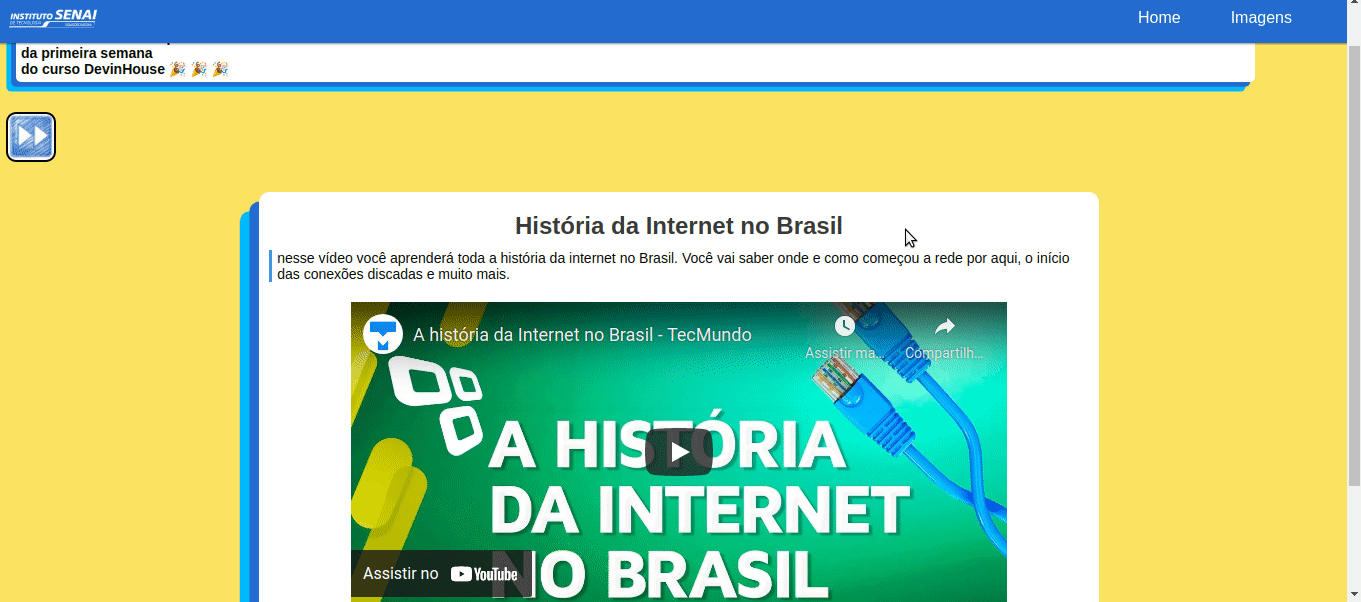 INSTITUTO SENAI
Home
Imagens
da primeira semana
do curso DevinHouse 🎉 🎉 🎉
História da Internet no Brasil
nesse vídeo você aprenderá toda a história da internet no Brasil. Você vai saber onde e como começou a rede por aqui, o início
das conexões discadas e muito mais.
A história da Internet no Brasil - TecMundo
Assistir ma...
Compartilh...
A HISTÓRIA
DA INTERNET
NO BRASIL
Assistir no YouTube